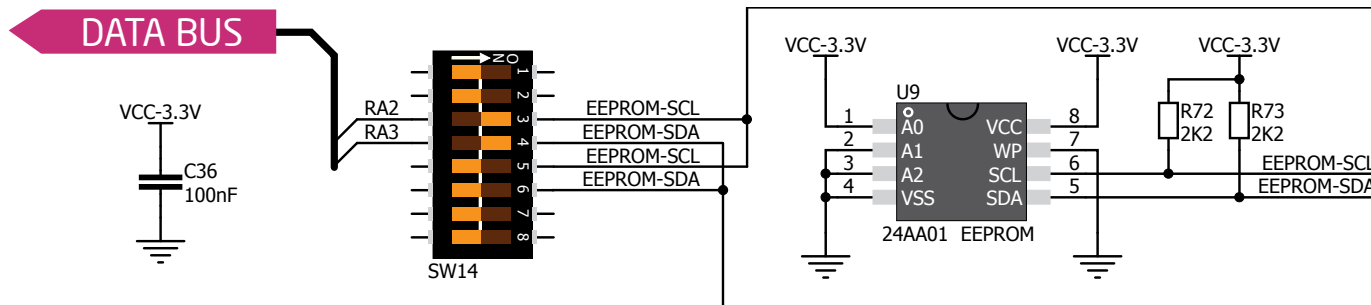 DATA BUS
VCC-3.3V
C36
100nF
RA2
RA3
ON
1
2
3
4
5
6
7
8
SW14
EEPROM-SCL
EEPROM-SDA
EEPROM-SCL
EEPROM-SDA
VCC-3.3V
VCC-3.3V
VCC-3.3V
U9
1
A0
VCC
8
2
A1
WP
7
3
A2
SCL
6
4
VSS
SDA
5
24AA01 EEPROM
R72
2K2
R73
2K2
EEPROM-SCL
EEPROM-SDA